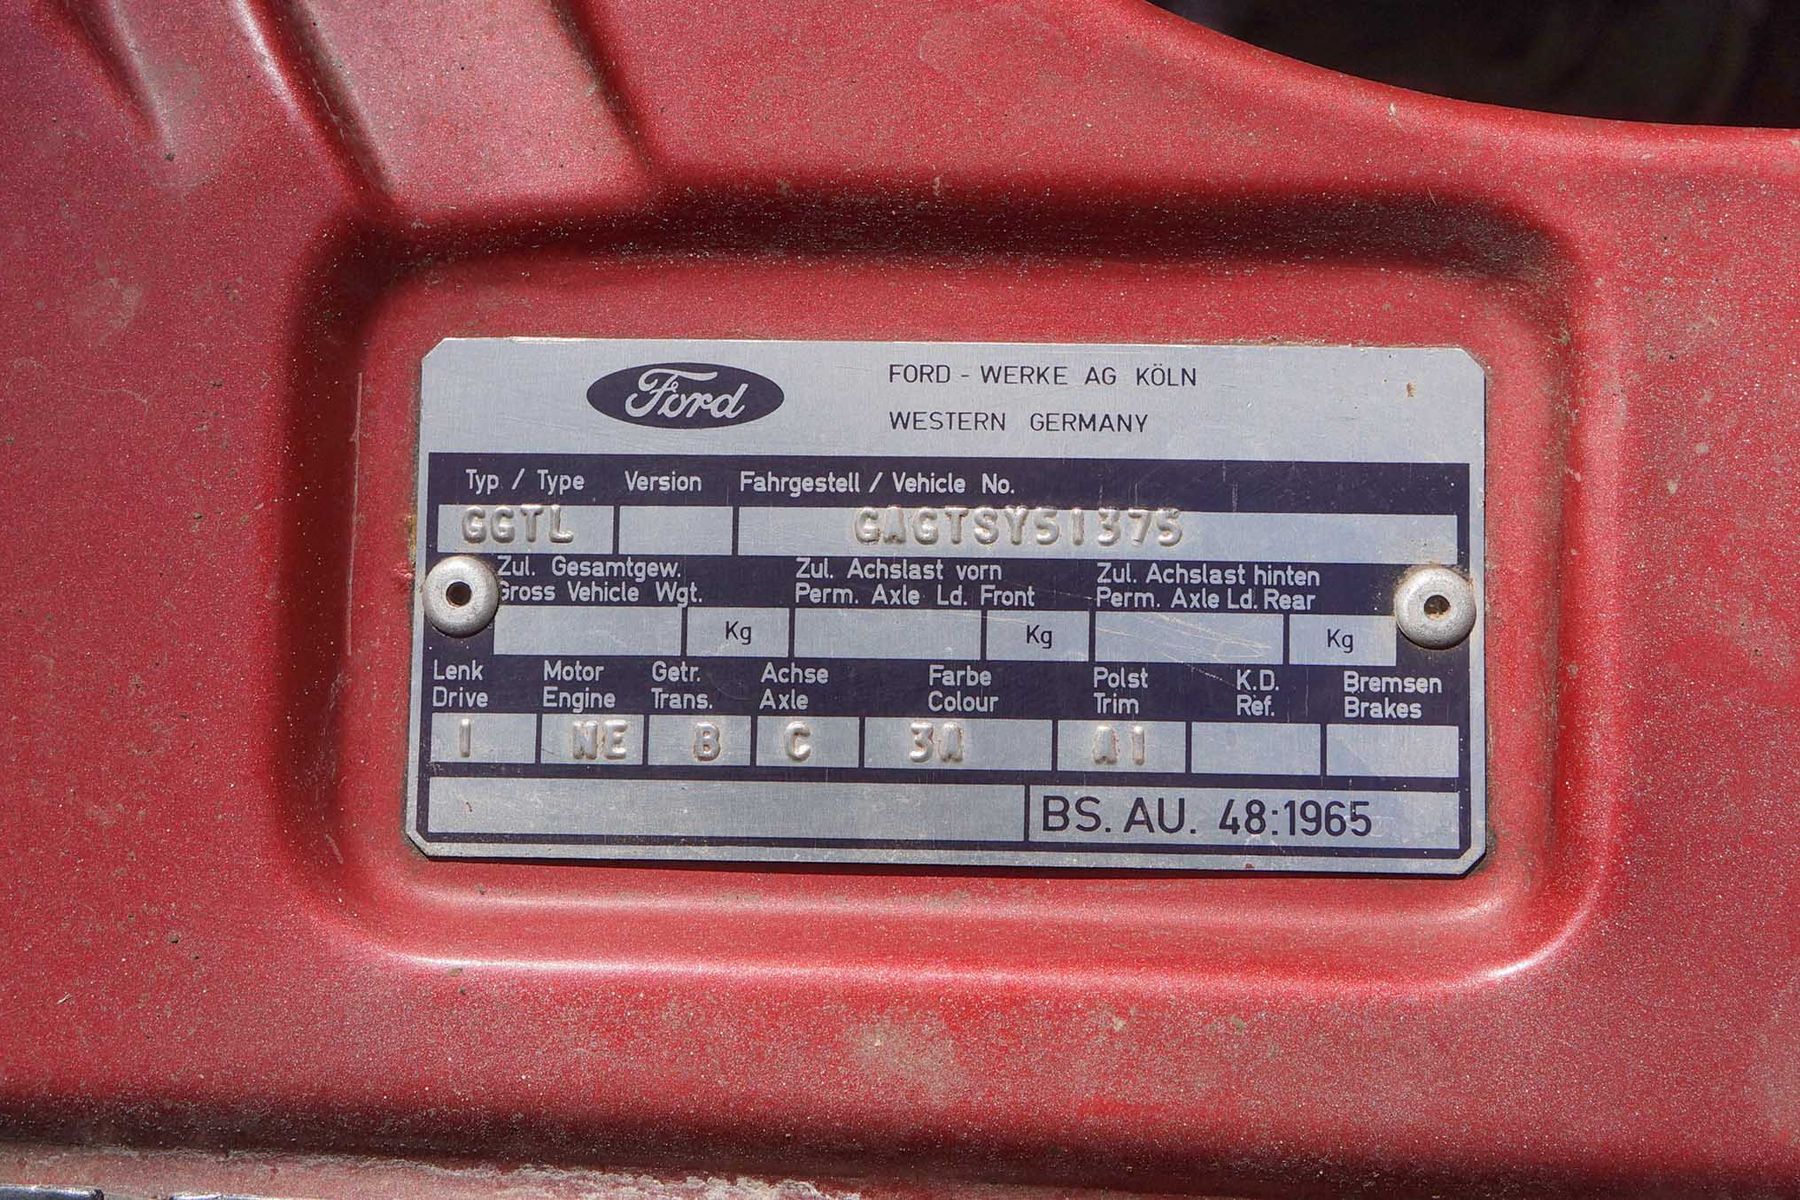 Ford
FORD - WERKE AG KÖLN
WESTERN GERMANY
Typ / Type Version Fahrgestell / Vehicle No.
GGTL GAGTSY51375
Zul. Gesamtgew. Zul. Achslast vorn Zul. Achslast hinten
Gross Vehicle Wgt. Perm. Axle Ld. Front Perm. Axle Ld. Rear
Kg Kg Kg
Lenk Motor Getr. Achse Farbe Polst K.D. Bremsen
Drive Engine Trans. Axle Colour Trim Ref. Brakes
1 NE B C 3A A1
BS. AU. 48:1965